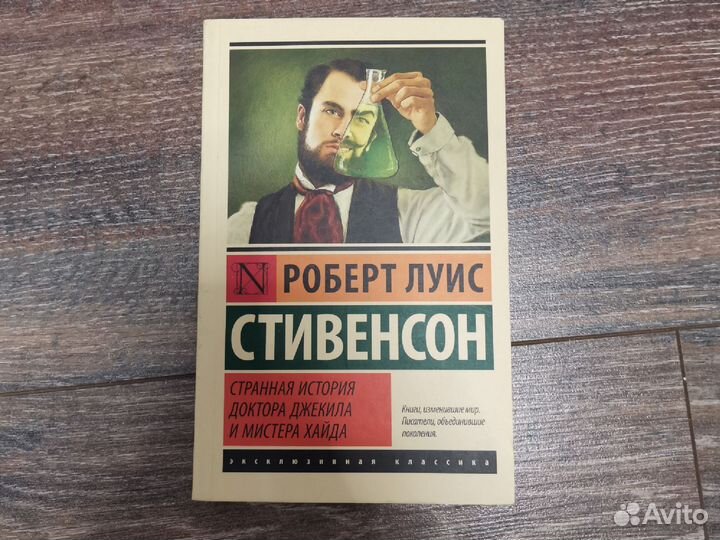 N РОБЕРТ ЛУИС
СТИВЕНСОН
СТРАННАЯ ИСТОРИЯ
ДОКТОРА ДЖЕКИЛА
И МИСТЕРА ХАЙДА
Книги, изменившие мир.
Писатели, объединившие
поколения.
ЭКСКЛЮЗИВНАЯ КЛАССИКА
Avito